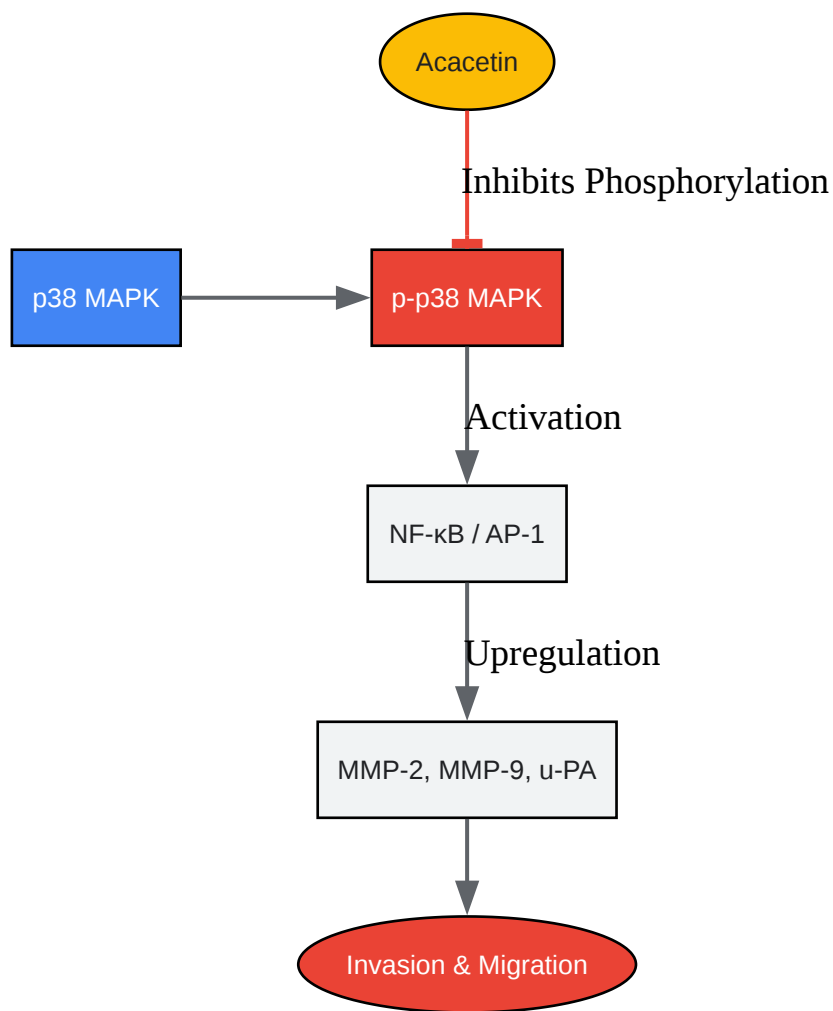 Acacetin
Inhibits Phosphorylation
p38 MAPK
p-p38 MAPK
Activation
NF-κB / AP-1
Upregulation
MMP-2, MMP-9, u-PA
Invasion & Migration